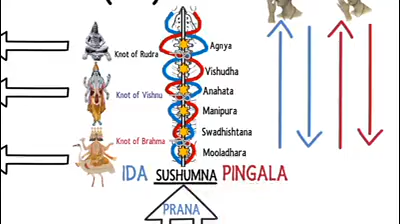 Knot of Rudra
Agnya
Vishudha
Knot of Vishnu
Anahata
Manipura
Swadhishtana
Knot of Brahma
Mooladhara
IDA SUSHUMNA PINGALA
PRANA